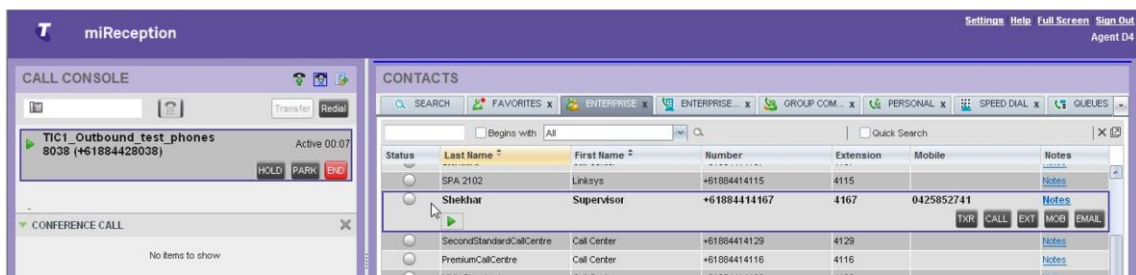 Settings Help Full Screen Sign Out
T miReception
Agent D4
CALL CONSOLE
Transfer Redial
TIC1_Outbound_test_phones
8038 (+61884428038)
Active 00:07
HOLD PARK END
CONFERENCE CALL
No items to show
CONTACTS
SEARCH FAVORITES x ENTERPRISE x ENTERPRISE... x GROUP COM... x PERSONAL x SPEED DIAL x QUEUES
Begins with All Quick Search
Status Last Name First Name Number Extension Mobile Notes
SPA 2102 Linksys +61884414115 4115 Notes
Shekhar Supervisor +61884414167 4167 0425852741 Notes
TXR CALL EXT MOB EMAIL
SecondStandardCallCentre Call Center +61884414129 4129 Notes
PremiumCallCentre Call Center +61884414116 4116 Notes